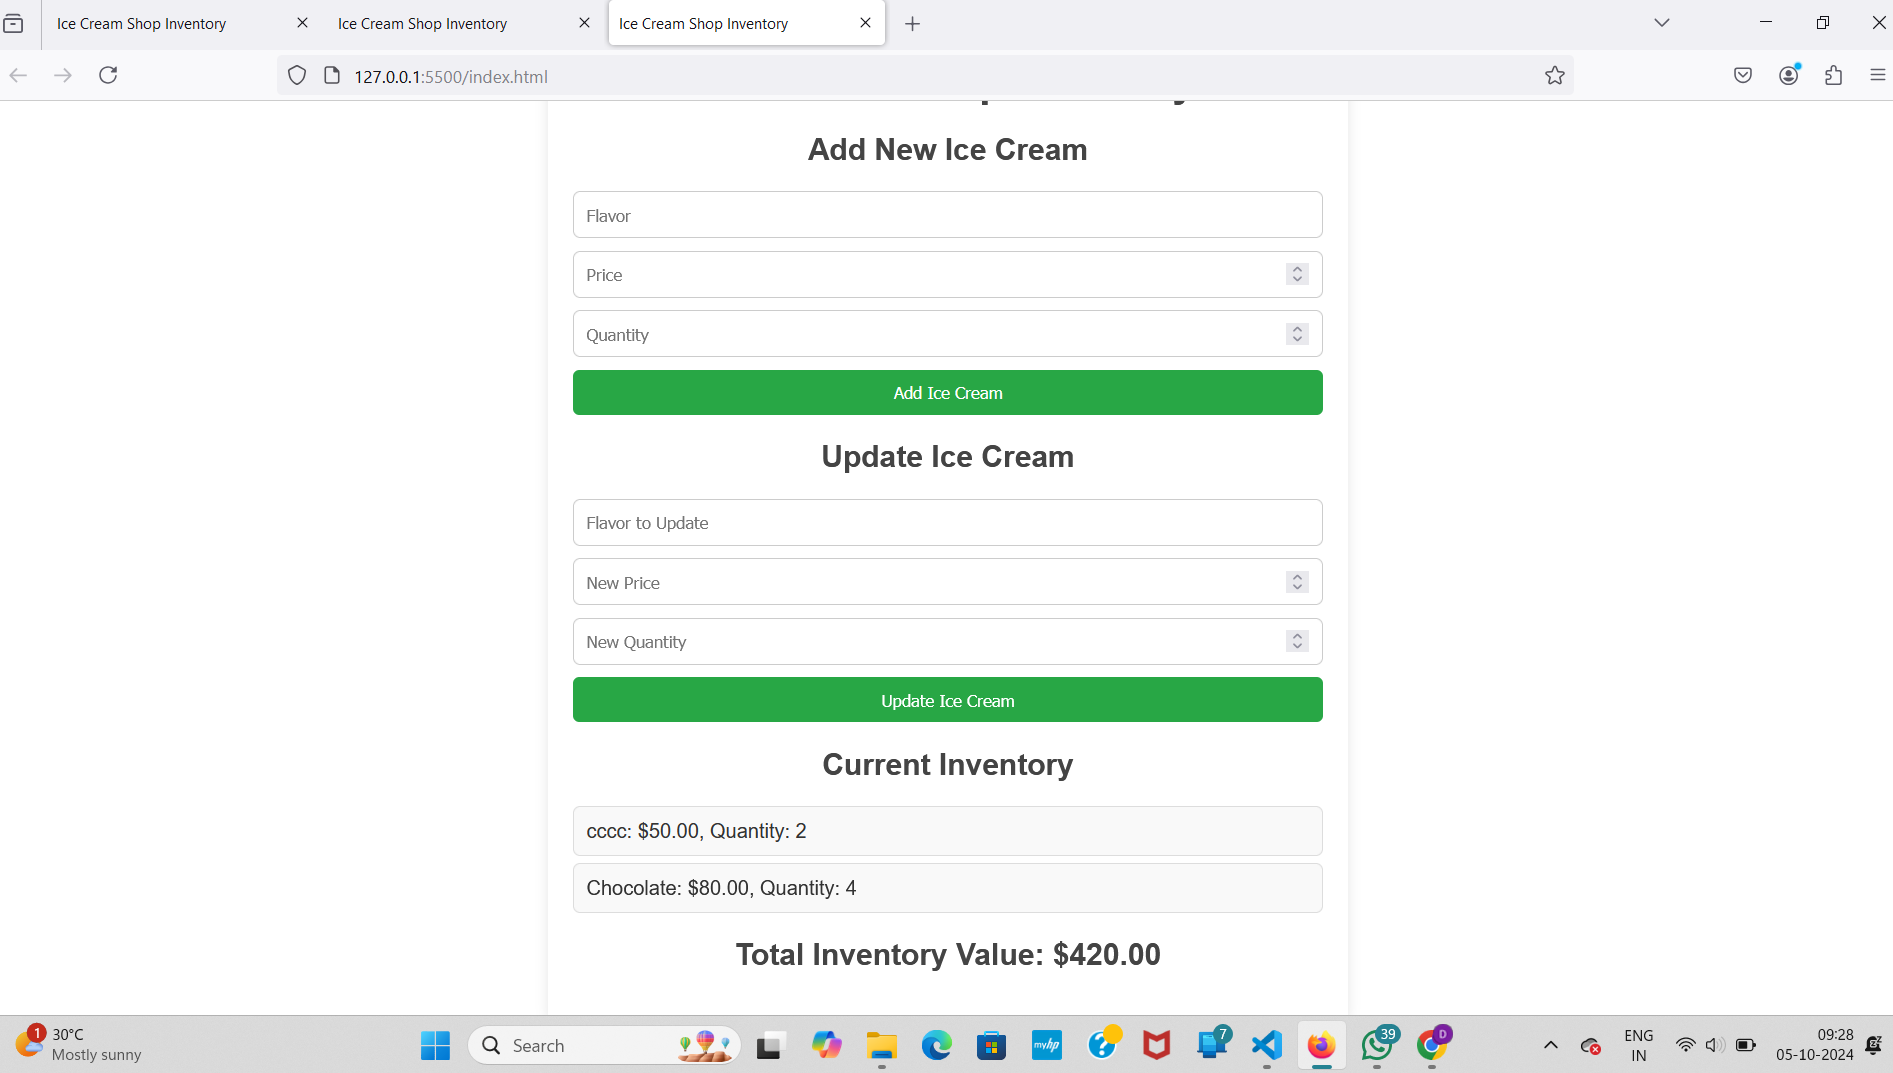 Ice Cream Shop Inventory
Ice Cream Shop Inventory
Ice Cream Shop Inventory
127.0.0.1:5500/index.html
Add New Ice Cream
Flavor
Price
Quantity
Add Ice Cream
Update Ice Cream
Flavor to Update
New Price
New Quantity
Update Ice Cream
Current Inventory
cccc: $50.00, Quantity: 2
Chocolate: $80.00, Quantity: 4
Total Inventory Value: $420.00
1
30°C
Mostly sunny
Search
myhp
7
39
D
ENG
IN
09:28
05-10-2024